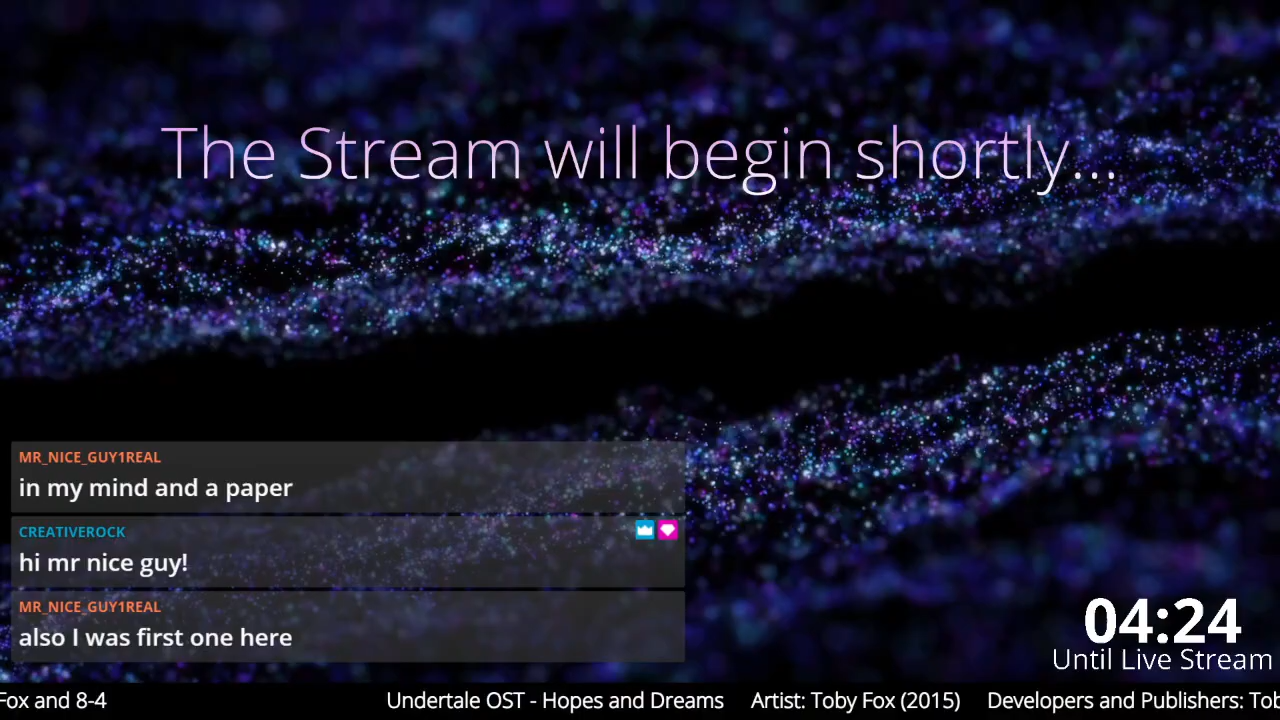 The Stream will begin shortly...
MR_NICE_GUY1REAL
in my mind and a paper
CREATIVEROCK
hi mr nice guy!
MR_NICE_GUY1REAL
also I was first one here
04:24
Until Live Stream
Fox and 8-4 Undertale OST - Hopes and Dreams Artist: Toby Fox (2015) Developers and Publishers: Tob